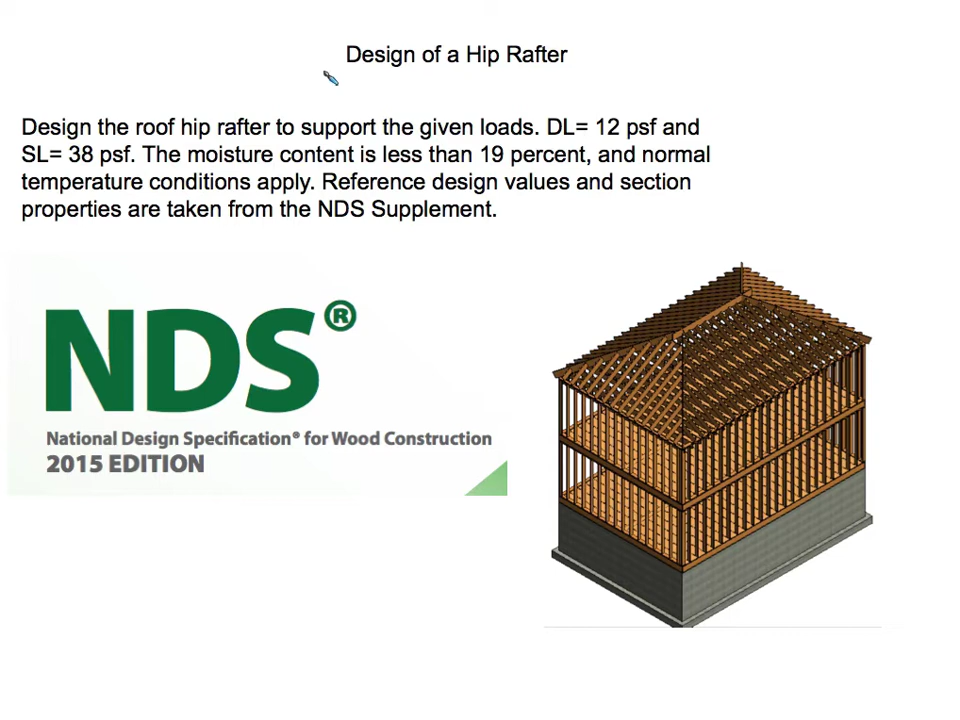 Design of a Hip Rafter
Design the roof hip rafter to support the given loads. DL= 12 psf and
SL= 38 psf. The moisture content is less than 19 percent, and normal
temperature conditions apply. Reference design values and section
properties are taken from the NDS Supplement.
NDS®
National Design Specification® for Wood Construction
2015 EDITION